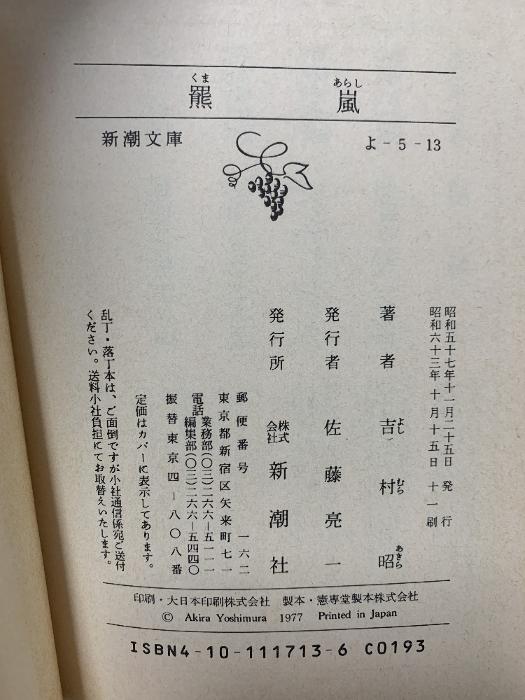 羆嵐
くま あらし
新潮文庫 よ-5-13
昭和五十七年十一月二十五日 発行
昭和六十三年 十月十五日 十一刷
著者 吉村昭
よし むら あきら
発行者 佐藤亮一
発行所 株式会社 新潮社
郵便番号 一六二
東京都新宿区矢来町七一
電話 業務部(〇三)二六六-五一一一
編集部(〇三)二六六-五四四〇
振替東京四-八〇八番
定価はカバーに表示してあります。
乱丁・落丁本は、ご面倒ですが小社通信係宛ご送付
ください。送料小社負担にてお取替えいたします。
印刷・大日本印刷株式会社 製本・憲専堂製本株式会社
© Akira Yoshimura 1977 Printed in Japan
ISBN4-10-111713-6 C0193